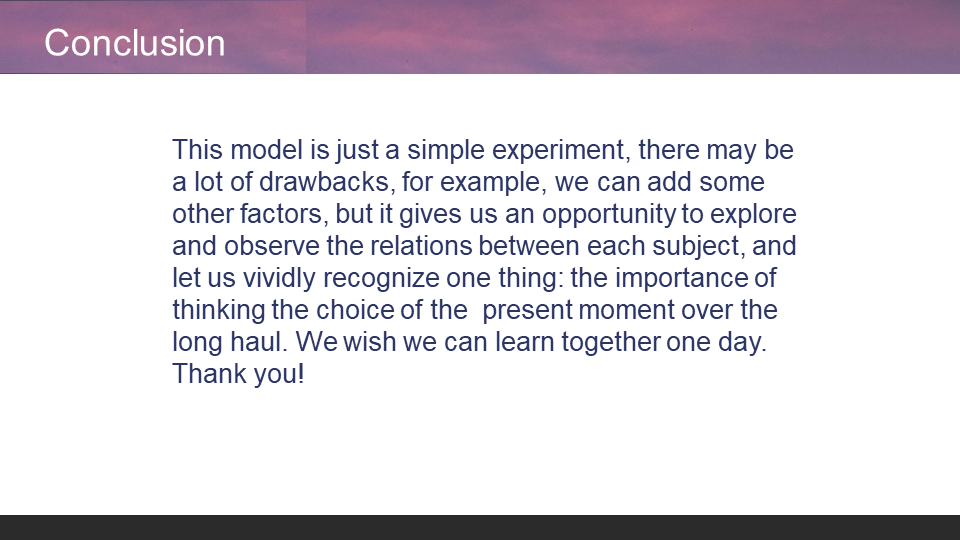 Conclusion
This model is just a simple experiment, there may be
a lot of drawbacks, for example, we can add some
other factors, but it gives us an opportunity to explore
and observe the relations between each subject, and
let us vividly recognize one thing: the importance of
thinking the choice of the  present moment over the
long haul. We wish we can learn together one day.
Thank you!